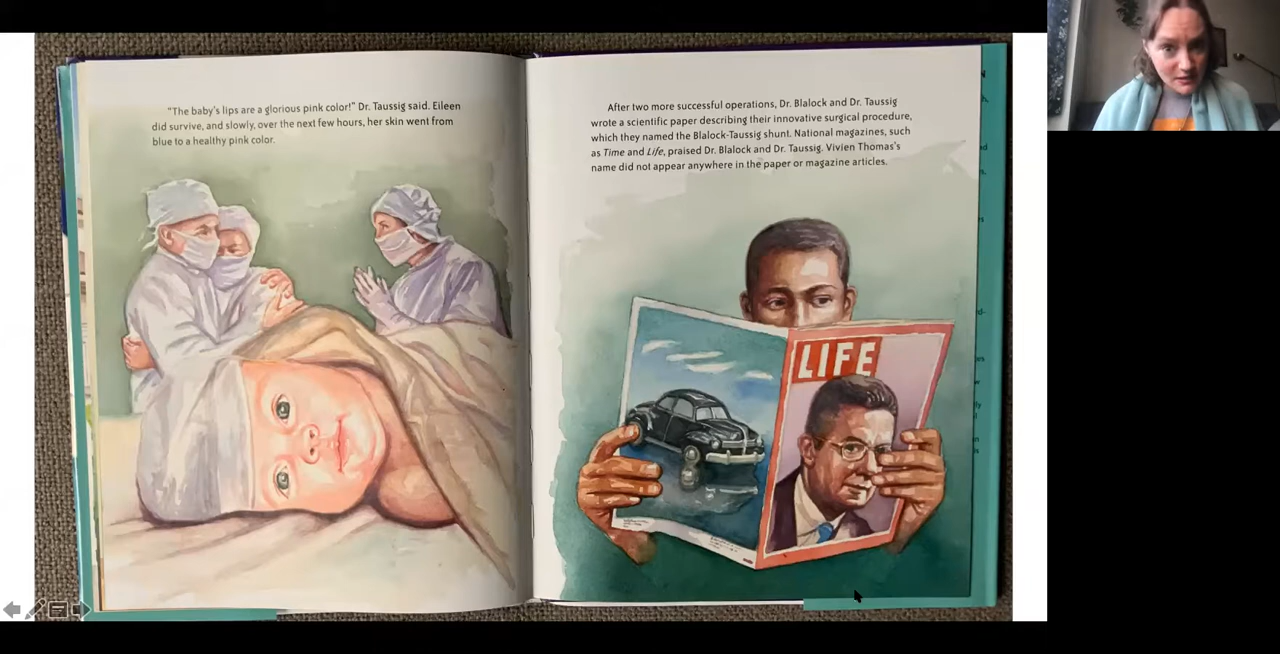 "The baby's lips are a glorious pink color!" Dr. Taussig said. Eileen
did survive, and slowly, over the next few hours, her skin went from
blue to a healthy pink color.
After two more successful operations, Dr. Blalock and Dr. Taussig
wrote a scientific paper describing their innovative surgical procedure,
which they named the Blalock-Taussig shunt. National magazines, such
as Time and Life, praised Dr. Blalock and Dr. Taussig. Vivien Thomas's
name did not appear anywhere in the paper or magazine articles.
LIFE